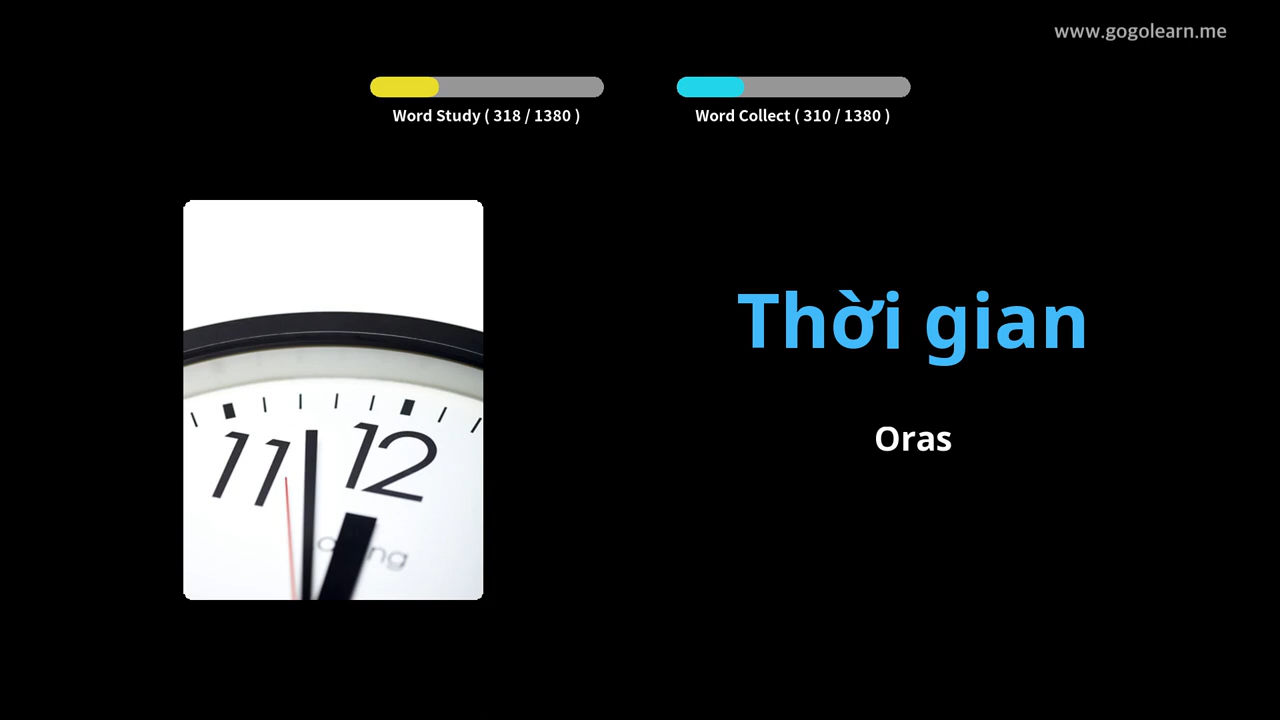 www.gogolearn.me
Word Study ( 318 / 1380 )
Word Collect ( 310 / 1380 )
Thời gian
Oras
11
12